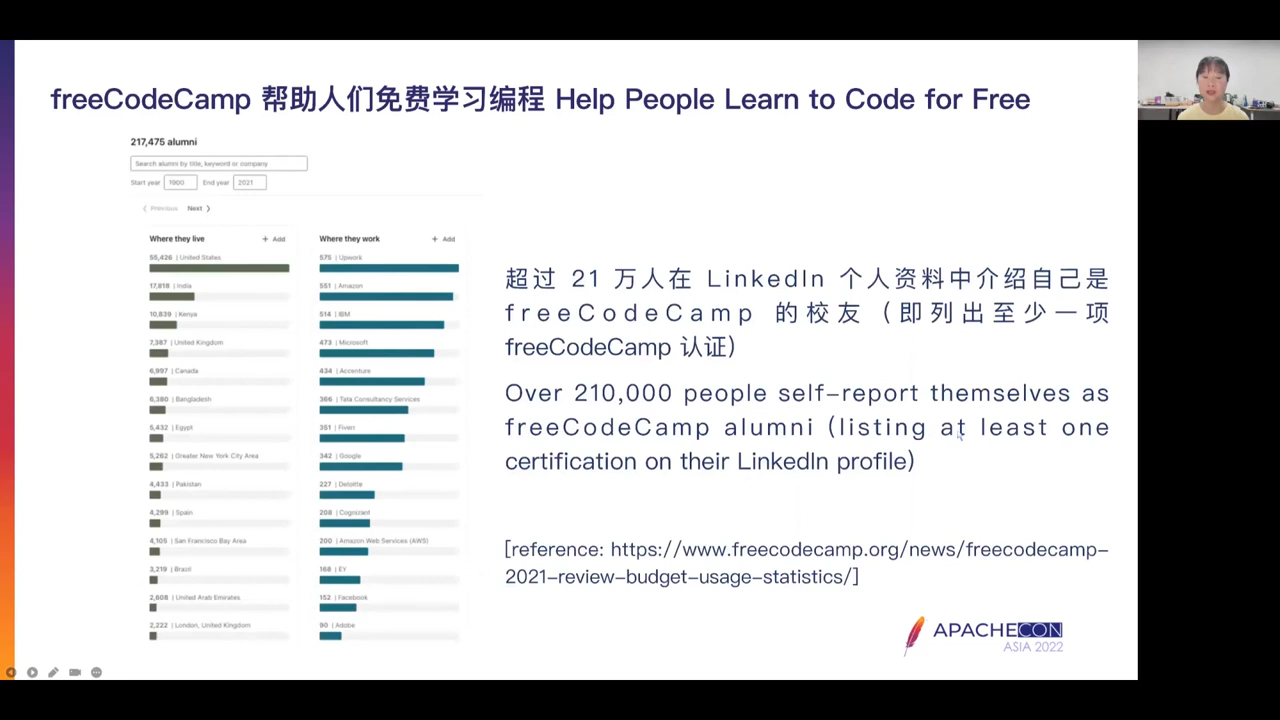 freeCodeCamp 帮助人们免费学习编程 Help People Learn to Code for Free
217,475 alumni
Search alumni by title, keyword or company
Start year 1900 End year 2021
Previous Next
Where they live + Add
55,426 | United States
17,818 | India
10,839 | Kenya
7,387 | United Kingdom
6,997 | Canada
6,380 | Bangladesh
5,432 | Egypt
5,262 | Greater New York City Area
4,433 | Pakistan
4,299 | Spain
4,105 | San Francisco Bay Area
3,219 | Brazil
2,608 | United Arab Emirates
2,222 | London, United Kingdom
Where they work + Add
575 | Upwork
551 | Amazon
514 | IBM
473 | Microsoft
434 | Accenture
366 | Tata Consultancy Services
351 | Fiverr
342 | Google
227 | Deloitte
208 | Cognizant
200 | Amazon Web Services (AWS)
168 | EY
152 | Facebook
90 | Adobe
超过 21 万人在 LinkedIn 个人资料中介绍自己是
freeCodeCamp 的校友（即列出至少一项
freeCodeCamp 认证）
Over 210,000 people self-report themselves as
freeCodeCamp alumni (listing at least one
certification on their LinkedIn profile)
[reference: https://www.freecodecamp.org/news/freecodecamp-
2021-review-budget-usage-statistics/]
APACHECON
ASIA 2022